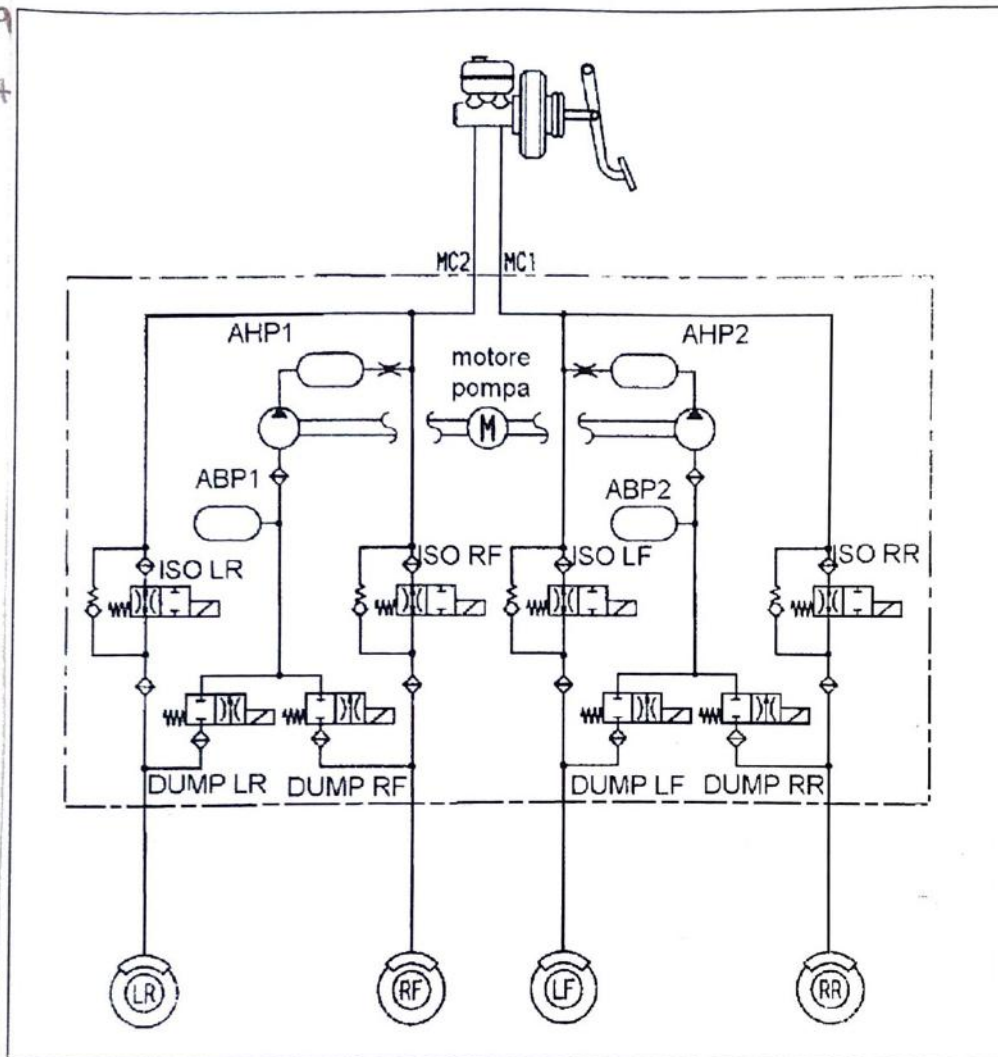 MC2 MC1
AHP1 AHP2
motore
pompa
M
ABP1 ABP2
ISO LR ISO RF ISO LF ISO RR
DUMP LR DUMP RF DUMP LF DUMP RR
LR RF LF RR